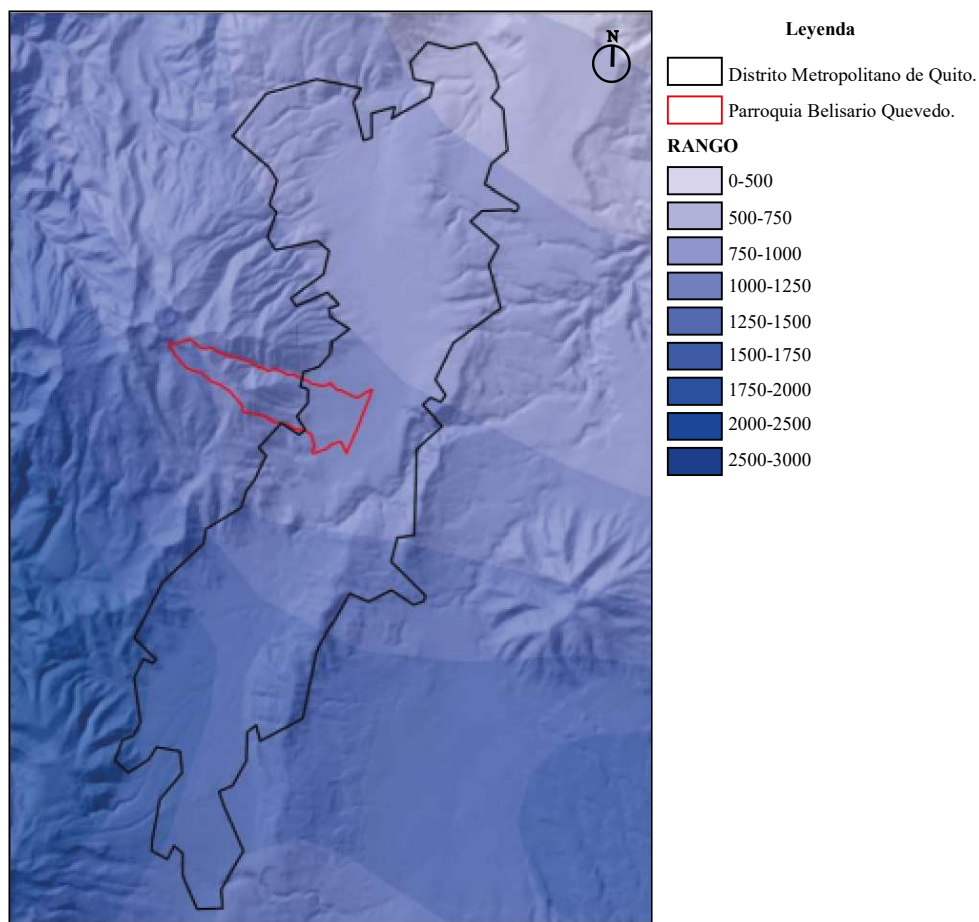 N
Leyenda
Distrito Metropolitano de Quito.
Parroquia Belisario Quevedo.
RANGO
0-500
500-750
750-1000
1000-1250
1250-1500
1500-1750
1750-2000
2000-2500
2500-3000